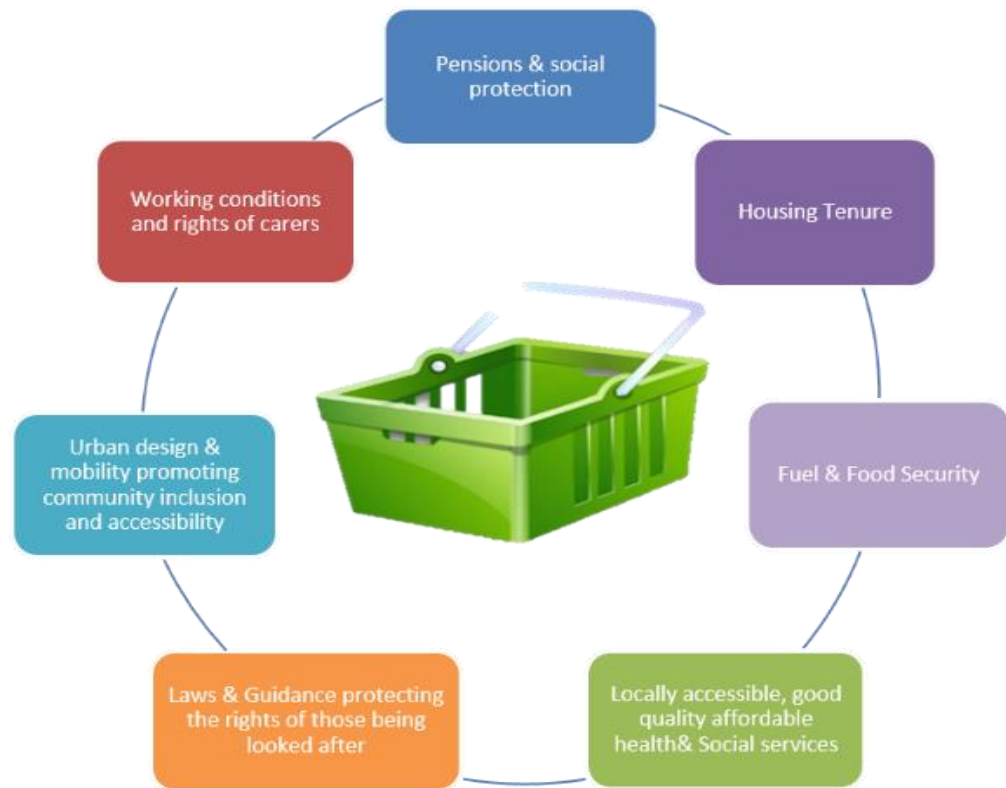 Pensions & social
protection
Housing Tenure
Fuel & Food Security
Locally accessible, good
quality affordable
health& Social services
Laws & Guidance protecting
the rights of those being
looked after
Urban design &
mobility promoting
community inclusion
and accessibility
Working conditions
and rights of carers